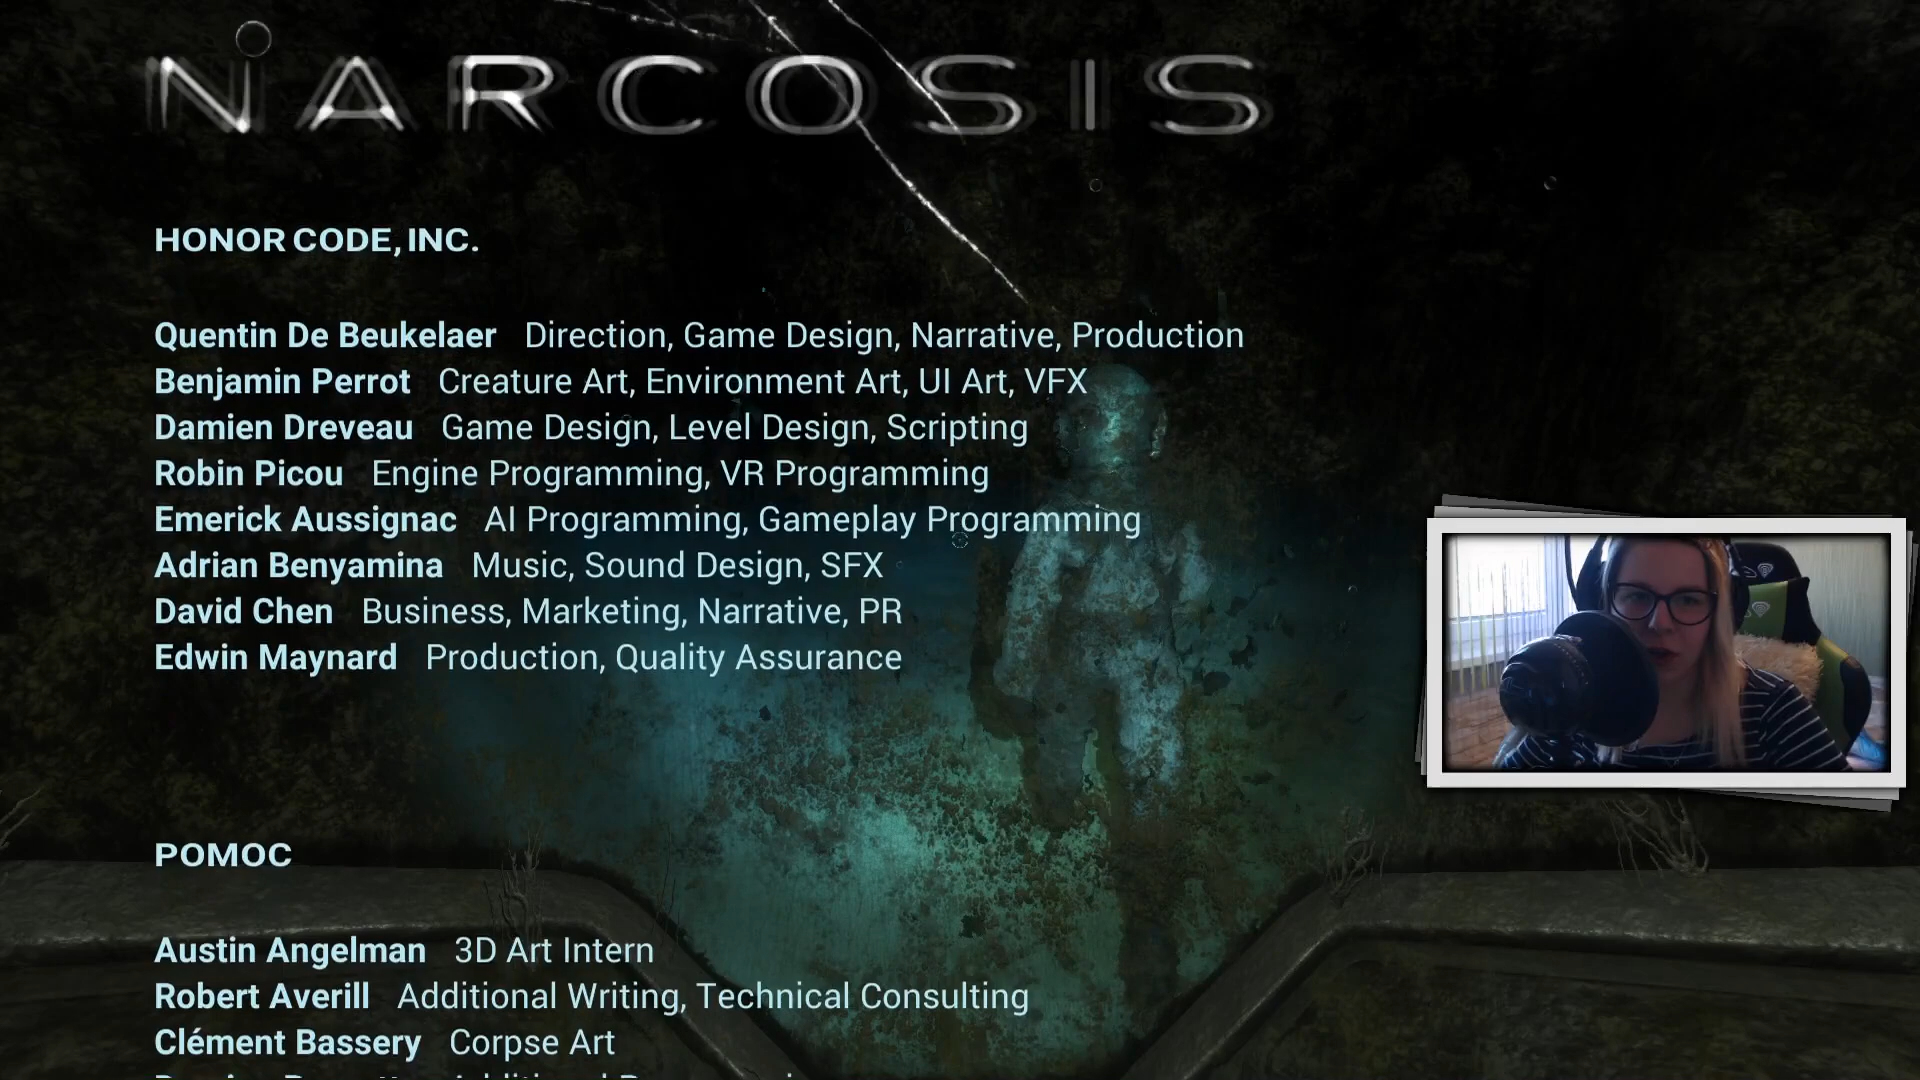 NARCOSIS
HONOR CODE, INC.
Quentin De Beukelaer Direction, Game Design, Narrative, Production
Benjamin Perrot Creature Art, Environment Art, UI Art, VFX
Damien Dreveau Game Design, Level Design, Scripting
Robin Picou Engine Programming, VR Programming
Emerick Aussignac AI Programming, Gameplay Programming
Adrian Benyamina Music, Sound Design, SFX
David Chen Business, Marketing, Narrative, PR
Edwin Maynard Production, Quality Assurance
POMOC
Austin Angelman 3D Art Intern
Robert Averill Additional Writing, Technical Consulting
Clément Bassery Corpse Art